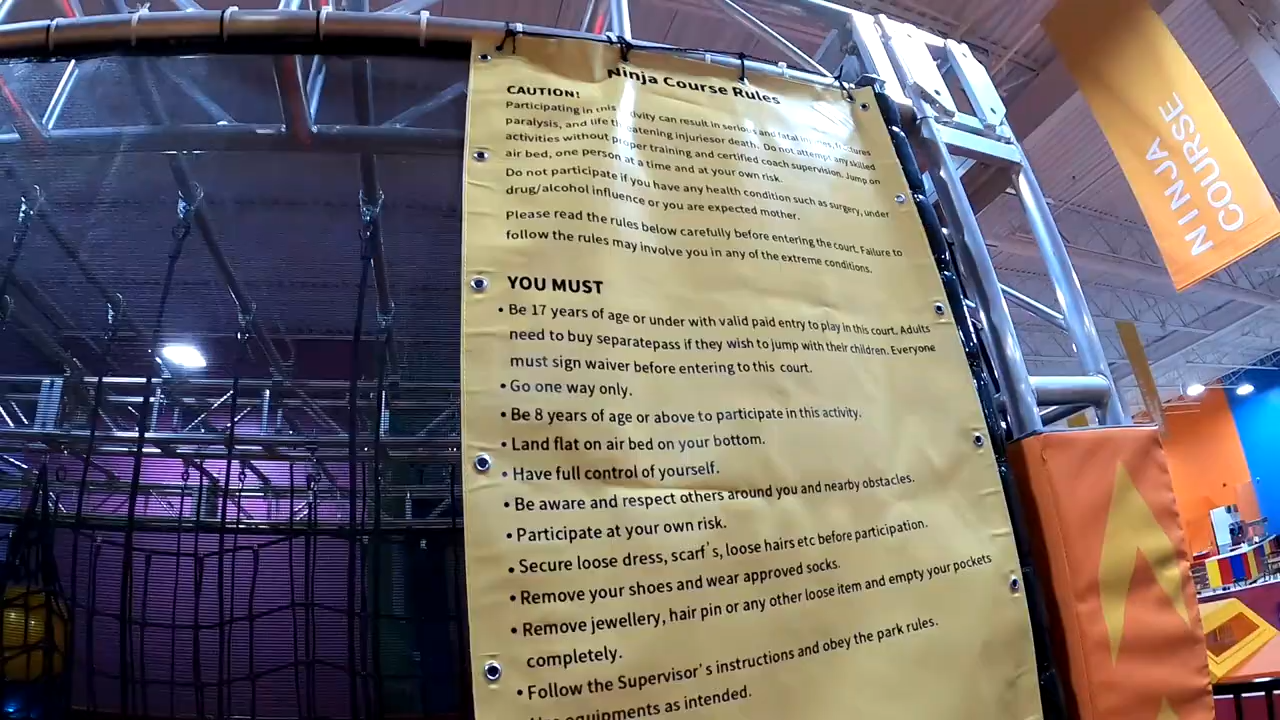 Ninja Course Rules
CAUTION!
Participating in this tivity can result in serious and fatal injuries, fractures
paralysis, and life threatening injuriesor death. Do not attempt any skilled
activities without proper training and certified coach supervision. Jump on
air bed, one person at a time and at your own risk.
Do not participate if you have any health condition such as surgery, under
drug/alcohol influence or you are expected mother.
Please read the rules below carefully before entering the court. Failure to
follow the rules may involve you in any of the extreme conditions.
YOU MUST
• Be 17 years of age or under with valid paid entry to play in this court. Adults
need to buy separatepass if they wish to jump with their children. Everyone
must sign waiver before entering to this court.
• Go one way only.
• Be 8 years of age or above to participate in this activity.
• Land flat on air bed on your bottom.
• Have full control of yourself.
• Be aware and respect others around you and nearby obstacles.
• Participate at your own risk.
• Secure loose dress, scarf's, loose hairs etc before participation.
• Remove your shoes and wear approved socks.
• Remove jewellery, hair pin or any other loose item and empty your pockets
completely.
• Follow the Supervisor's instructions and obey the park rules.
equipments as intended.
NINJA
COURSE